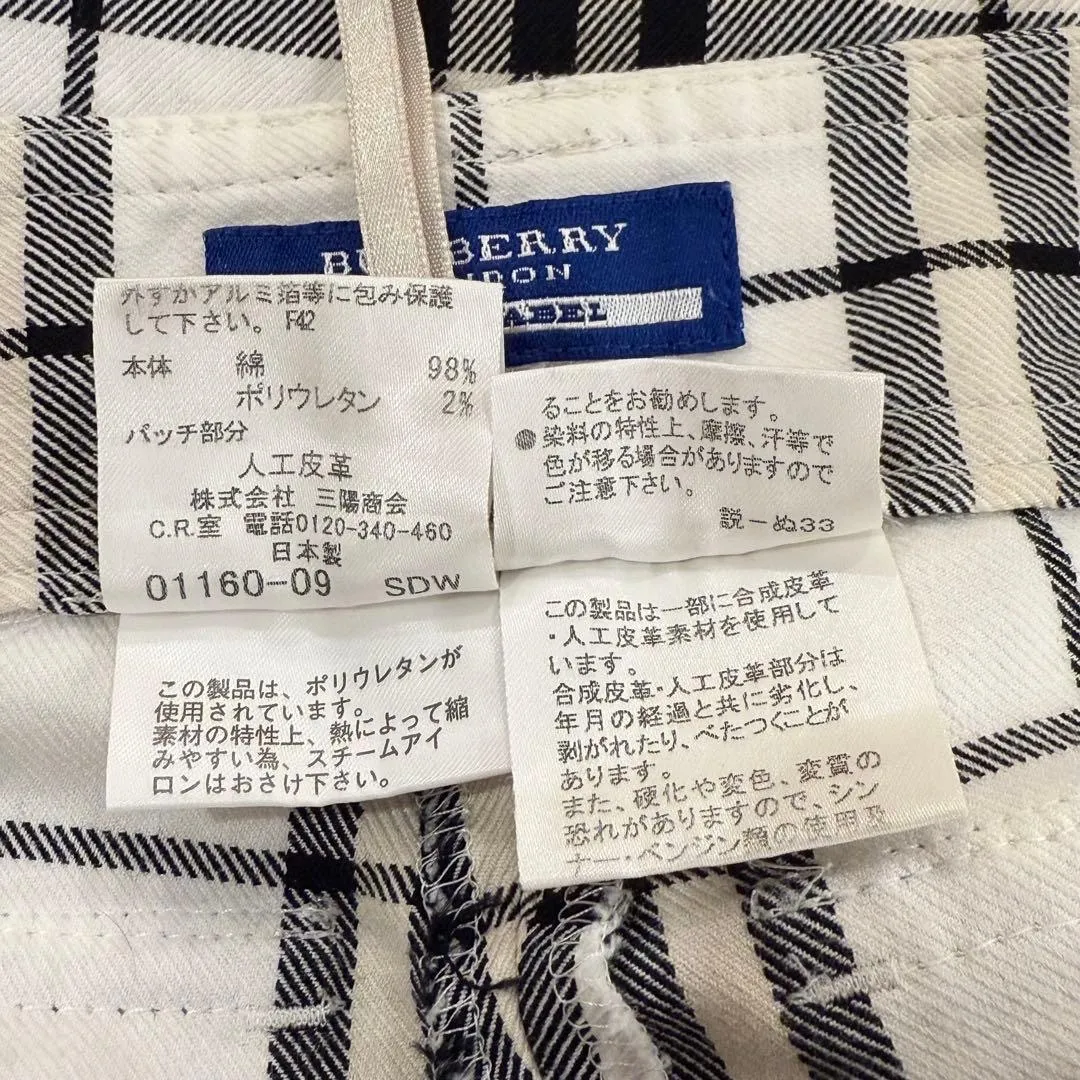 BERRY
外すかアルミ箔等に包み保護
して下さい。 F42
本体 綿 98%
ポリウレタン 2%
パッチ部分
人工皮革
株式会社 三陽商会
C.R.室 電話0120-340-460
日本製
01160-09 SDW
ることをお勧めします。
●染料の特性上、摩擦、汗等で
色が移る場合がありますので
ご注意下さい。
説-ぬ33
この製品は、ポリウレタンが
使用されています。
素材の特性上、熱によって縮
みやすい為、スチームアイ
ロンはおさけ下さい。
この製品は一部に合成皮革
・人工皮革素材を使用して
います。
合成皮革・人工皮革部分は
年月の経過と共に劣化し、
剥がれたり、べたつくことが
あります。
また、硬化や変色、変質の
恐れがありますので、シン
ナー・ベンジン類の使用及